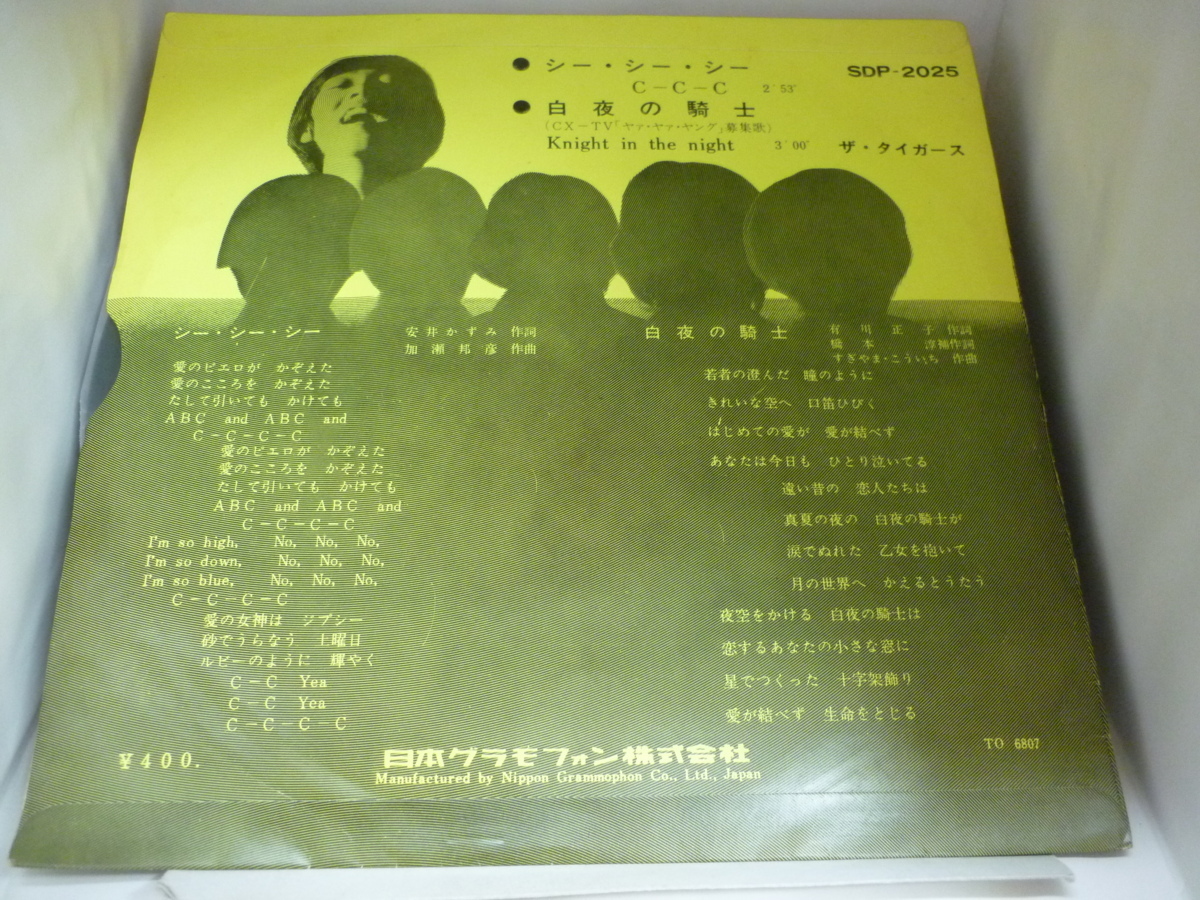 ● シー・シー・シー
C－C－C 2′53″
● 白夜の騎士
(CX－TV「ヤァ・ヤァ・ヤング」募集歌)
Knight in the night 3′00″
SDP-2025
ザ・タイガース
シー・シー・シー
安井かずみ 作詞
加瀬邦彦 作曲
愛のピエロが かぞえた
愛のこころを かぞえた
たして引いても かけても
ABC and ABC and
C－C－C－C
愛のピエロが かぞえた
愛のこころを かぞえた
たして引いても かけても
ABC and ABC and
C－C－C－C
I'm so high, No, No, No,
I'm so down, No, No, No,
I'm so blue, No, No, No,
C－C－C－C
愛の女神は ジプシー
砂でうらなう 土曜日
ルビーのように 輝やく
C－C Yea
C－C Yea
C－C－C－C
白夜の騎士
有川正子 作詞
橋本 淳補作詞
すぎやま・こういち 作曲
若者の澄んだ 瞳のように
きれいな空へ 口笛ひびく
はじめての愛が 愛が結べず
あなたは今日も ひとり泣いてる
遠い昔の 恋人たちは
真夏の夜の 白夜の騎士が
涙でぬれた 乙女を抱いて
月の世界へ かえるとうたう
夜空をかける 白夜の騎士は
恋するあなたの小さな窓に
星でつくった 十字架飾り
愛が結べず 生命をとじる
¥400.
日本グラモフォン株式会社
Manufactured by Nippon Grammophon Co., Ltd., Japan
TO 6807